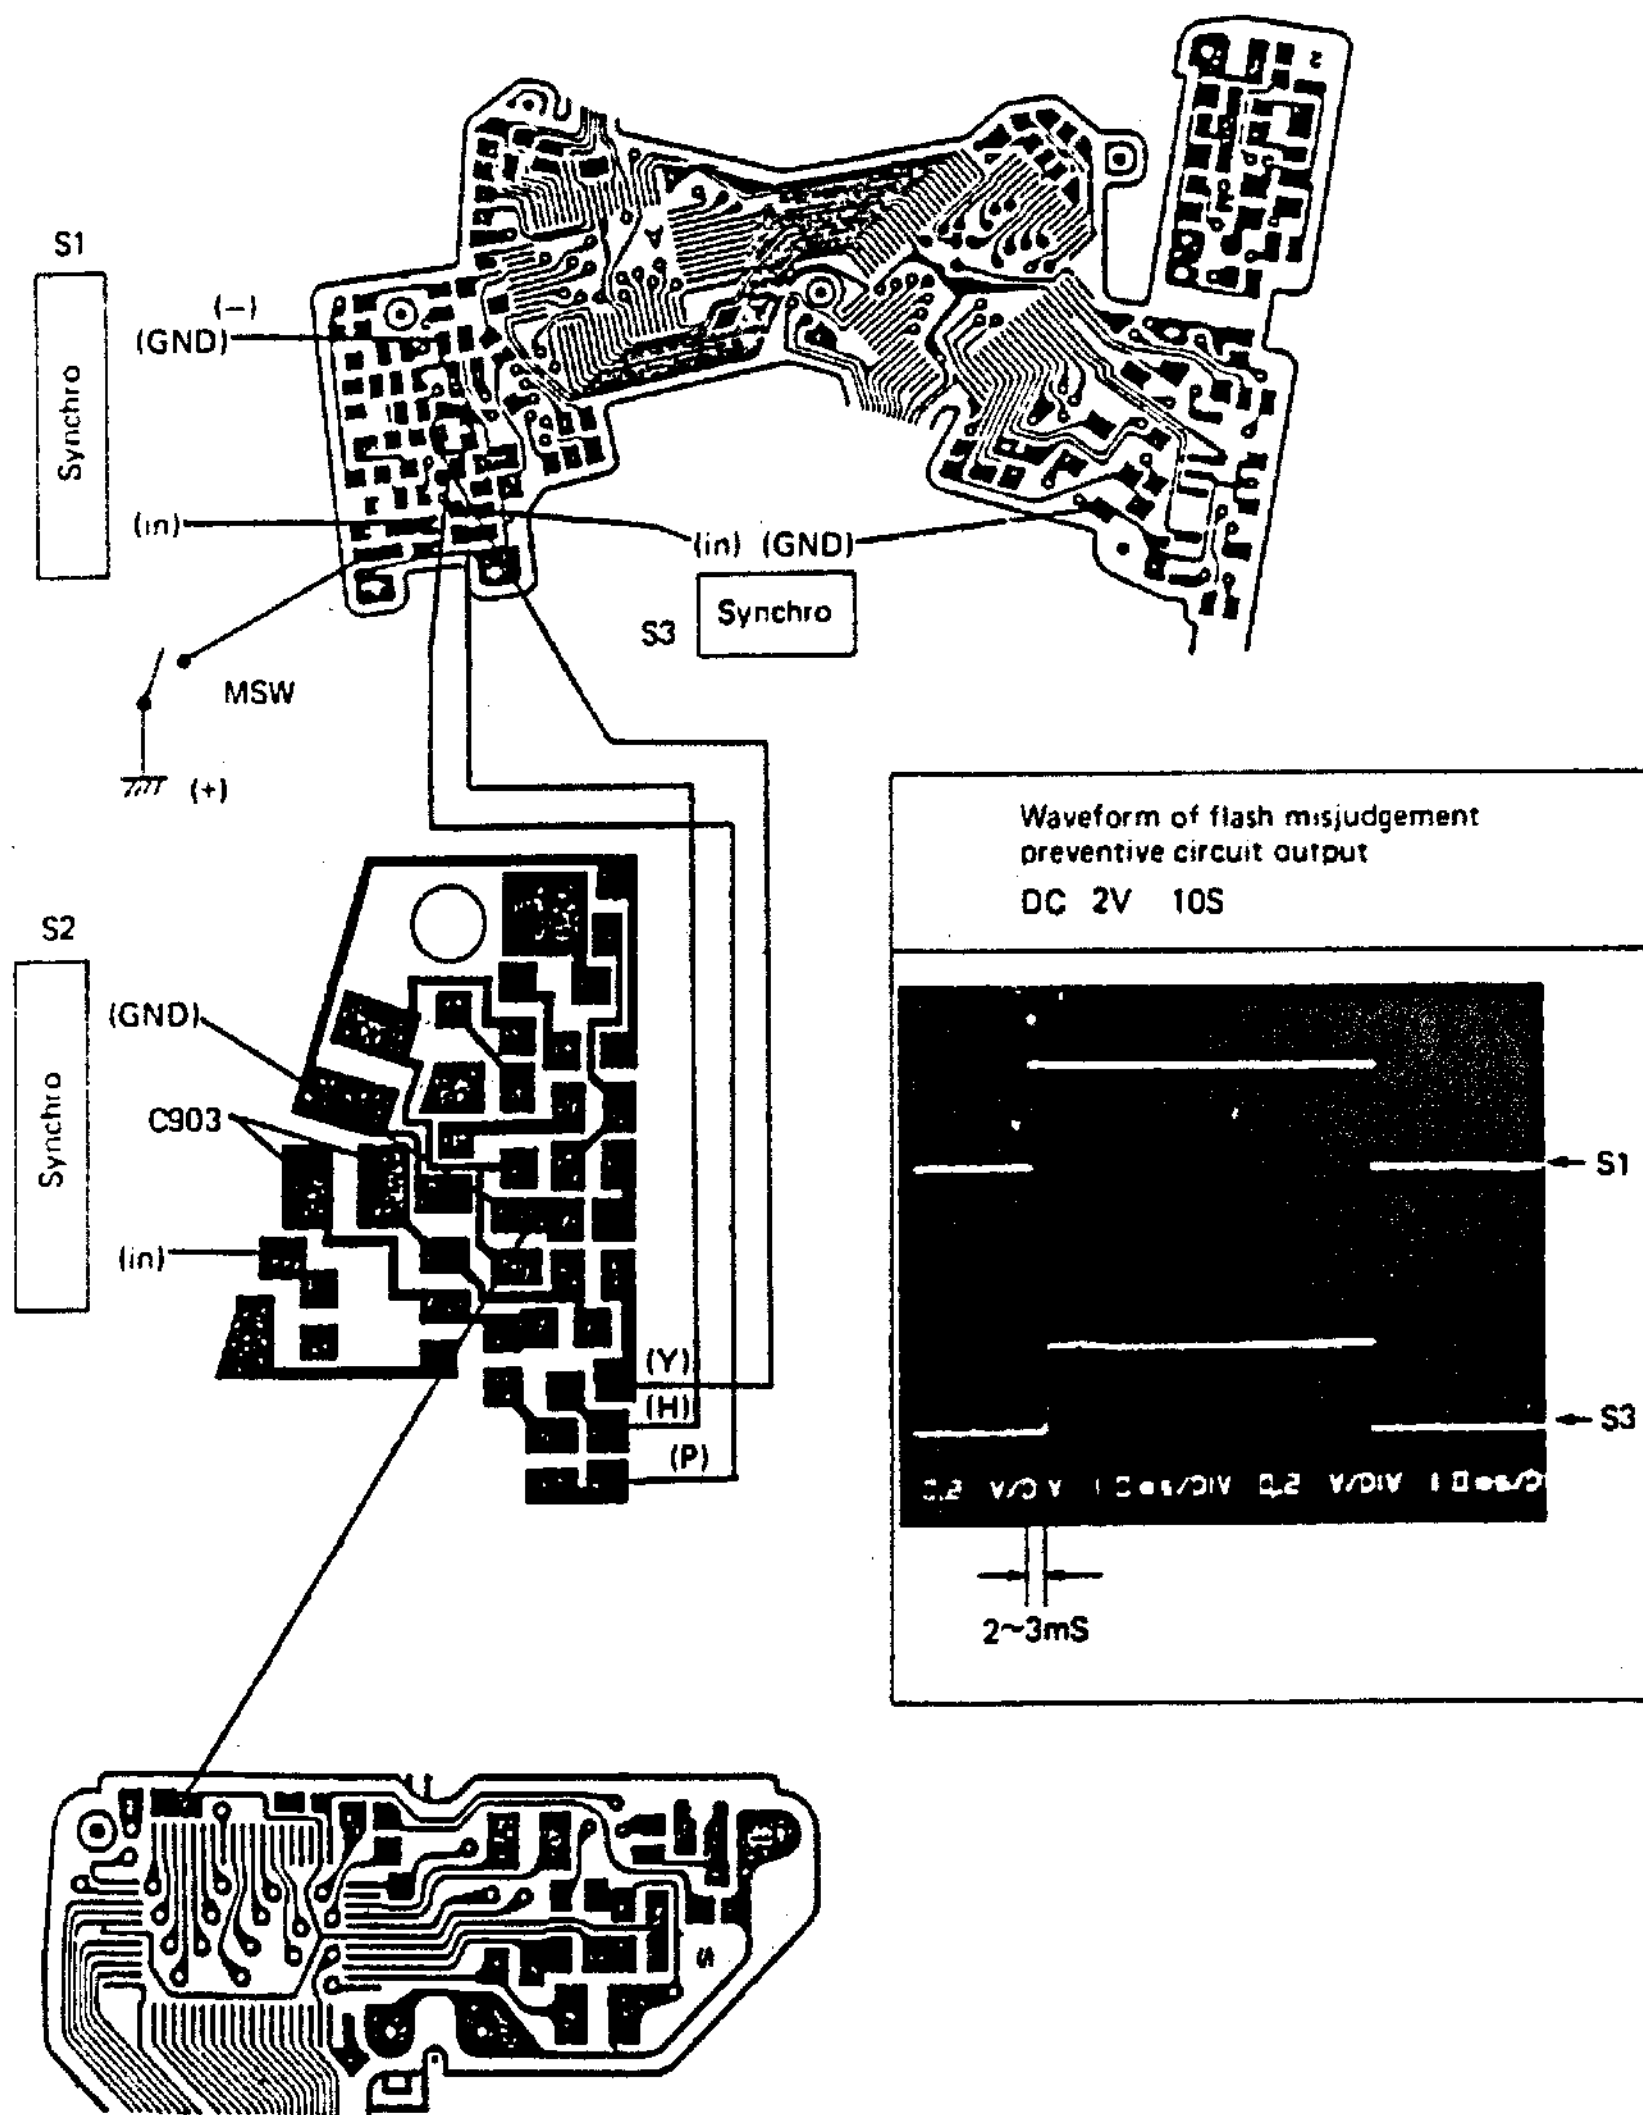 S1
Synchro
(−)
(GND)
(in)
(in) (GND)
S3
Synchro
MSW
(+)
S2
Synchro
(GND)
C903
(in)
(Y)
(H)
(P)
Waveform of flash misjudgement
preventive circuit output
DC 2V 10S
S1
S3
2~3mS